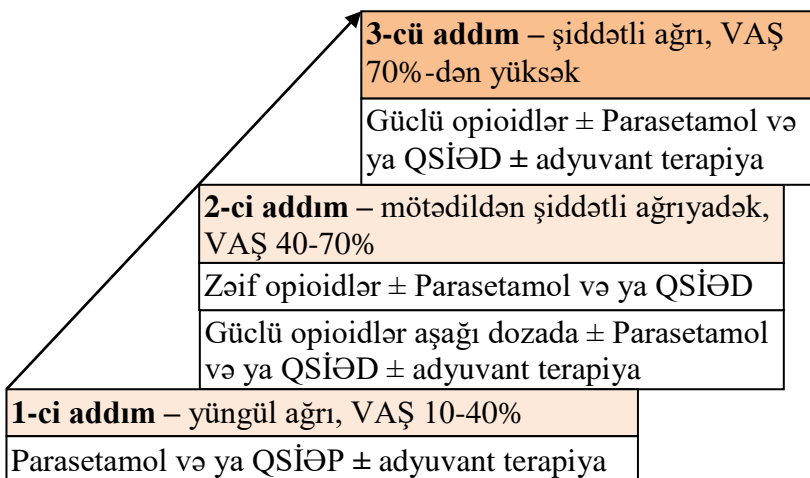 3-cü addım – şiddətli ağrı, VAŞ
70%-dən yüksək
Güclü opioidlər ± Parasetamol və
ya QSİƏD ± adyuvant terapiya
2-ci addım – mötədildən şiddətli ağrıyadək,
VAŞ 40-70%
Zəif opioidlər ± Parasetamol və ya QSİƏD
Güclü opioidlər aşağı dozada ± Parasetamol
və ya QSİƏD ± adyuvant terapiya
1-ci addım – yüngül ağrı, VAŞ 10-40%
Parasetamol və ya QSİƏP ± adyuvant terapiya